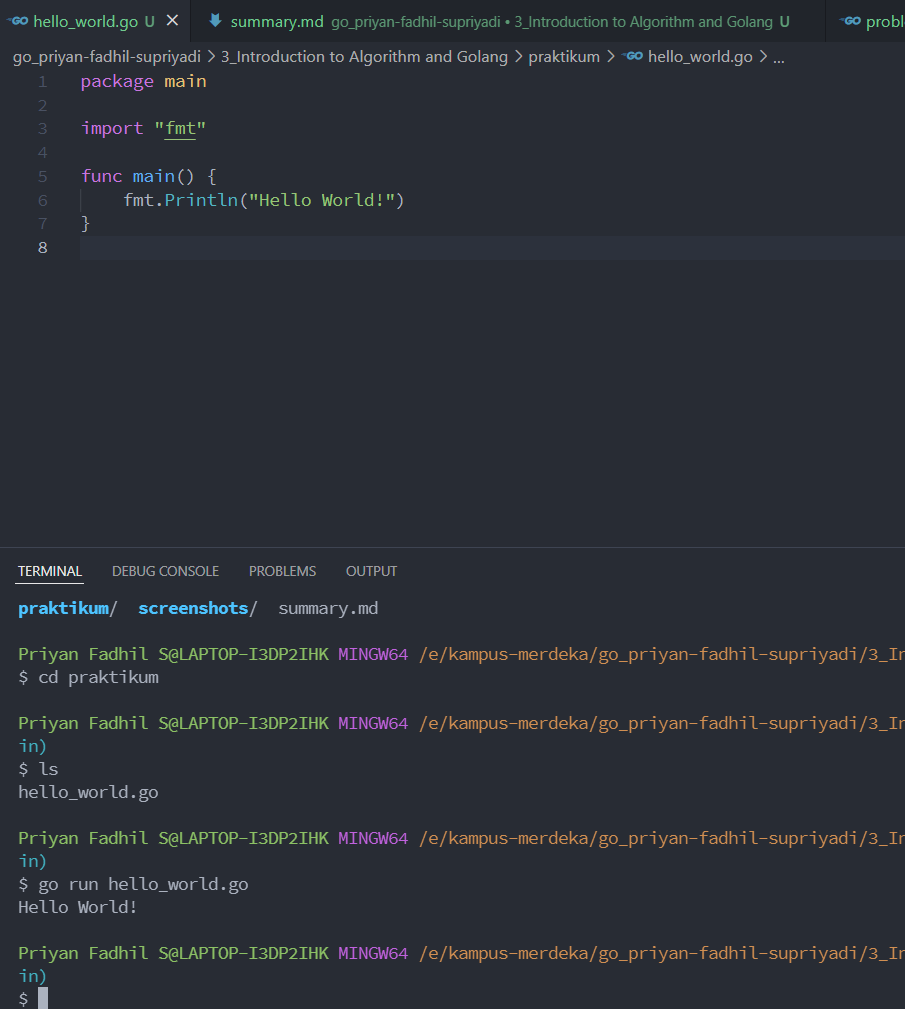 GO hello_world.go U × summary.md go_priyan-fadhil-supriyadi • 3_Introduction to Algorithm and Golang U GO probl
go_priyan-fadhil-supriyadi > 3_Introduction to Algorithm and Golang > praktikum > GO hello_world.go > ...
1 package main
2
3 import "fmt"
4
5 func main() {
6 fmt.Println("Hello World!")
7 }
8
TERMINAL DEBUG CONSOLE PROBLEMS OUTPUT
praktikum/ screenshots/ summary.md
Priyan Fadhil S@LAPTOP-I3DP2IHK MINGW64 /e/kampus-merdeka/go_priyan-fadhil-supriyadi/3_In
$ cd praktikum
Priyan Fadhil S@LAPTOP-I3DP2IHK MINGW64 /e/kampus-merdeka/go_priyan-fadhil-supriyadi/3_In
in)
$ ls
hello_world.go
Priyan Fadhil S@LAPTOP-I3DP2IHK MINGW64 /e/kampus-merdeka/go_priyan-fadhil-supriyadi/3_In
in)
$ go run hello_world.go
Hello World!
Priyan Fadhil S@LAPTOP-I3DP2IHK MINGW64 /e/kampus-merdeka/go_priyan-fadhil-supriyadi/3_In
in)
$